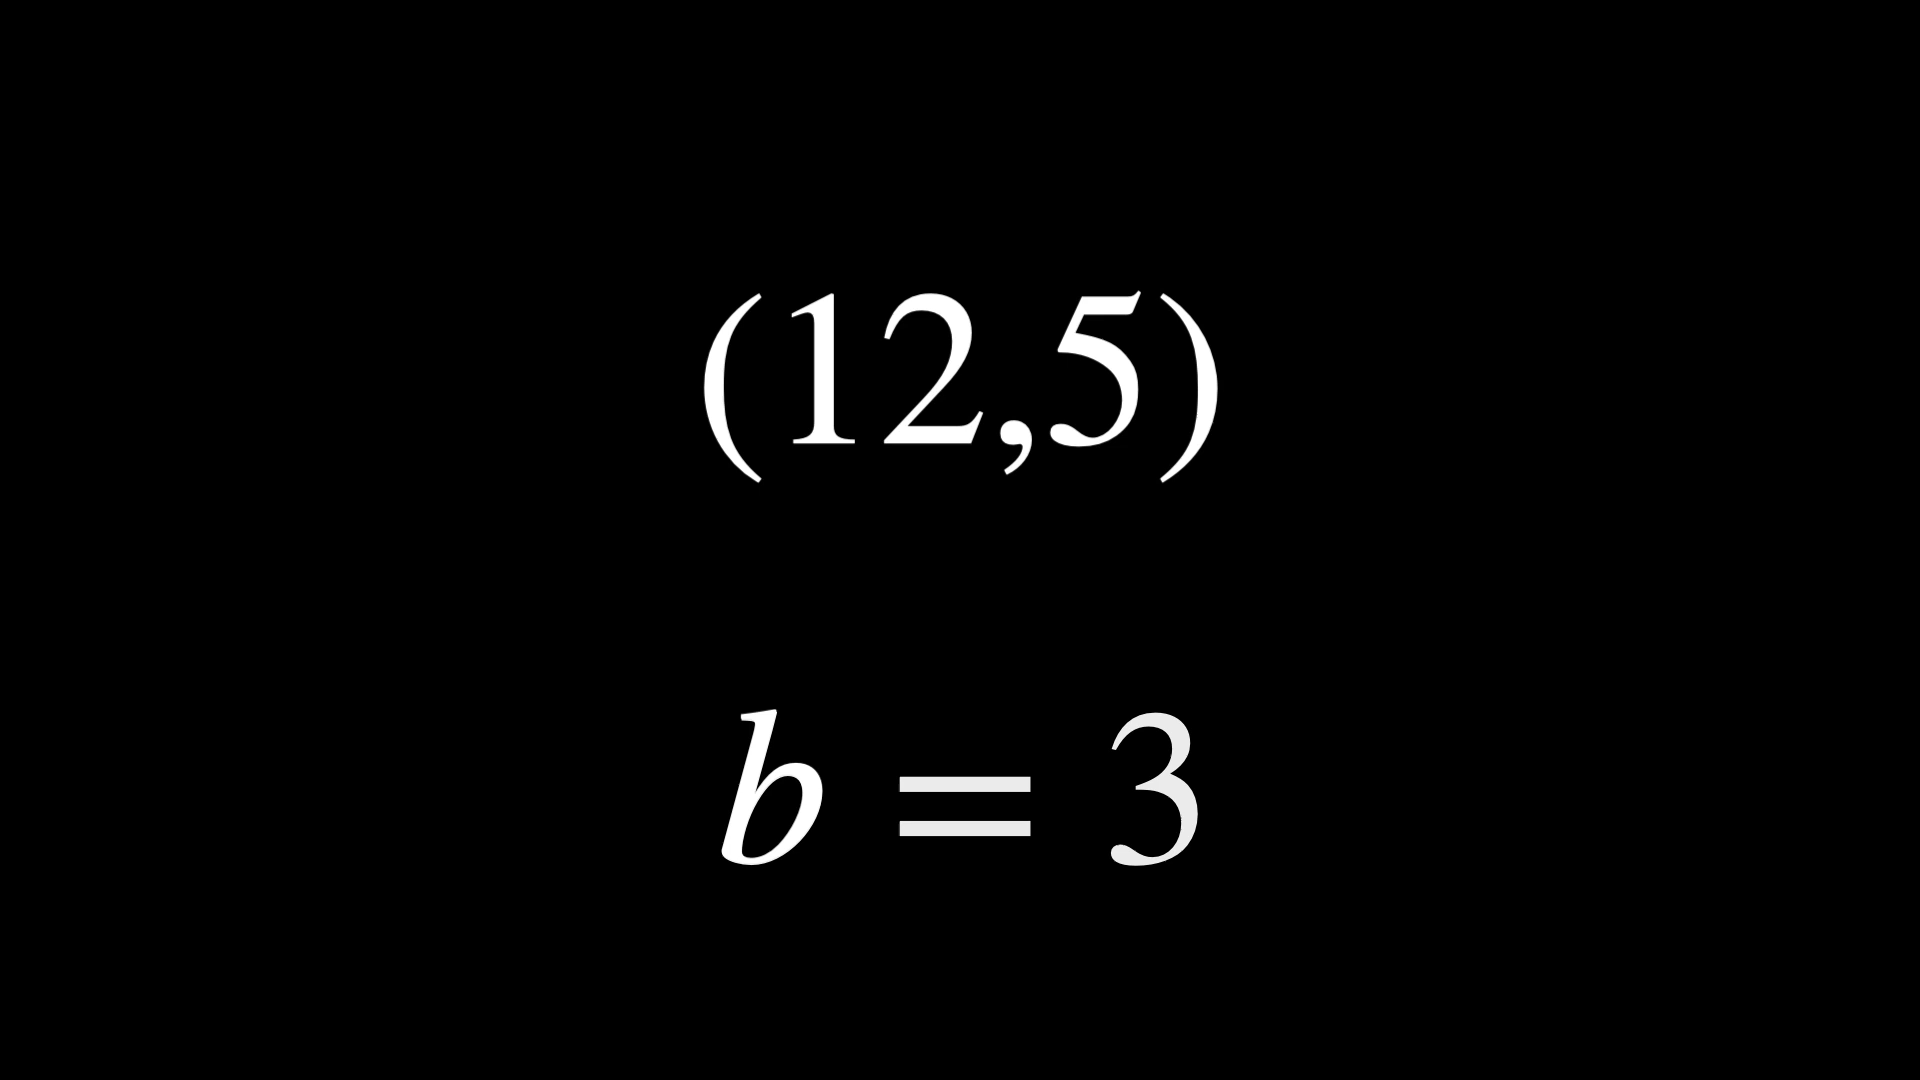 (12,5)
b = 3